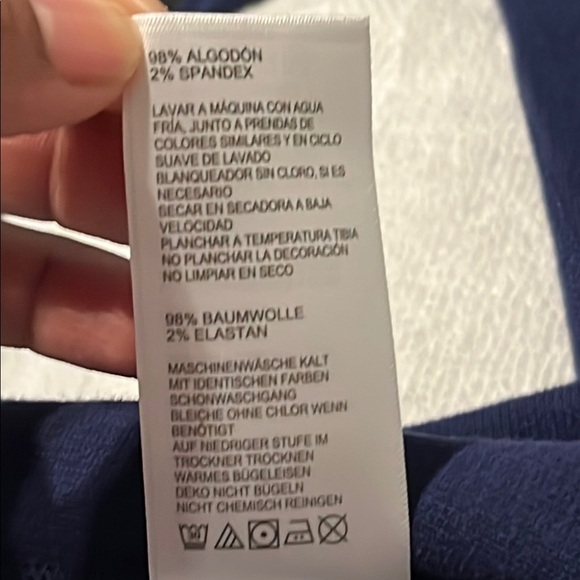 98% ALGODÓN
2% SPANDEX
LAVAR A MÁQUINA CON AGUA
FRÍA, JUNTO A PRENDAS DE
COLORES SIMILARES Y EN CICLO
SUAVE DE LAVADO
BLANQUEADOR SIN CLORO, SI ES
NECESARIO
SECAR EN SECADORA A BAJA
VELOCIDAD
PLANCHAR A TEMPERATURA TIBIA
NO PLANCHAR LA DECORACIÓN
NO LIMPIAR EN SECO
98% BAUMWOLLE
2% ELASTAN
MASCHINENWÄSCHE KALT
MIT IDENTISCHEN FARBEN
SCHONWASCHGANG
BLEICHE OHNE CHLOR WENN
BENÖTIGT
AUF NIEDRIGER STUFE IM
TROCKNER TROCKNEN
WARMES BÜGELEISEN
DEKO NICHT BÜGELN
NICHT CHEMISCH REINIGEN
30